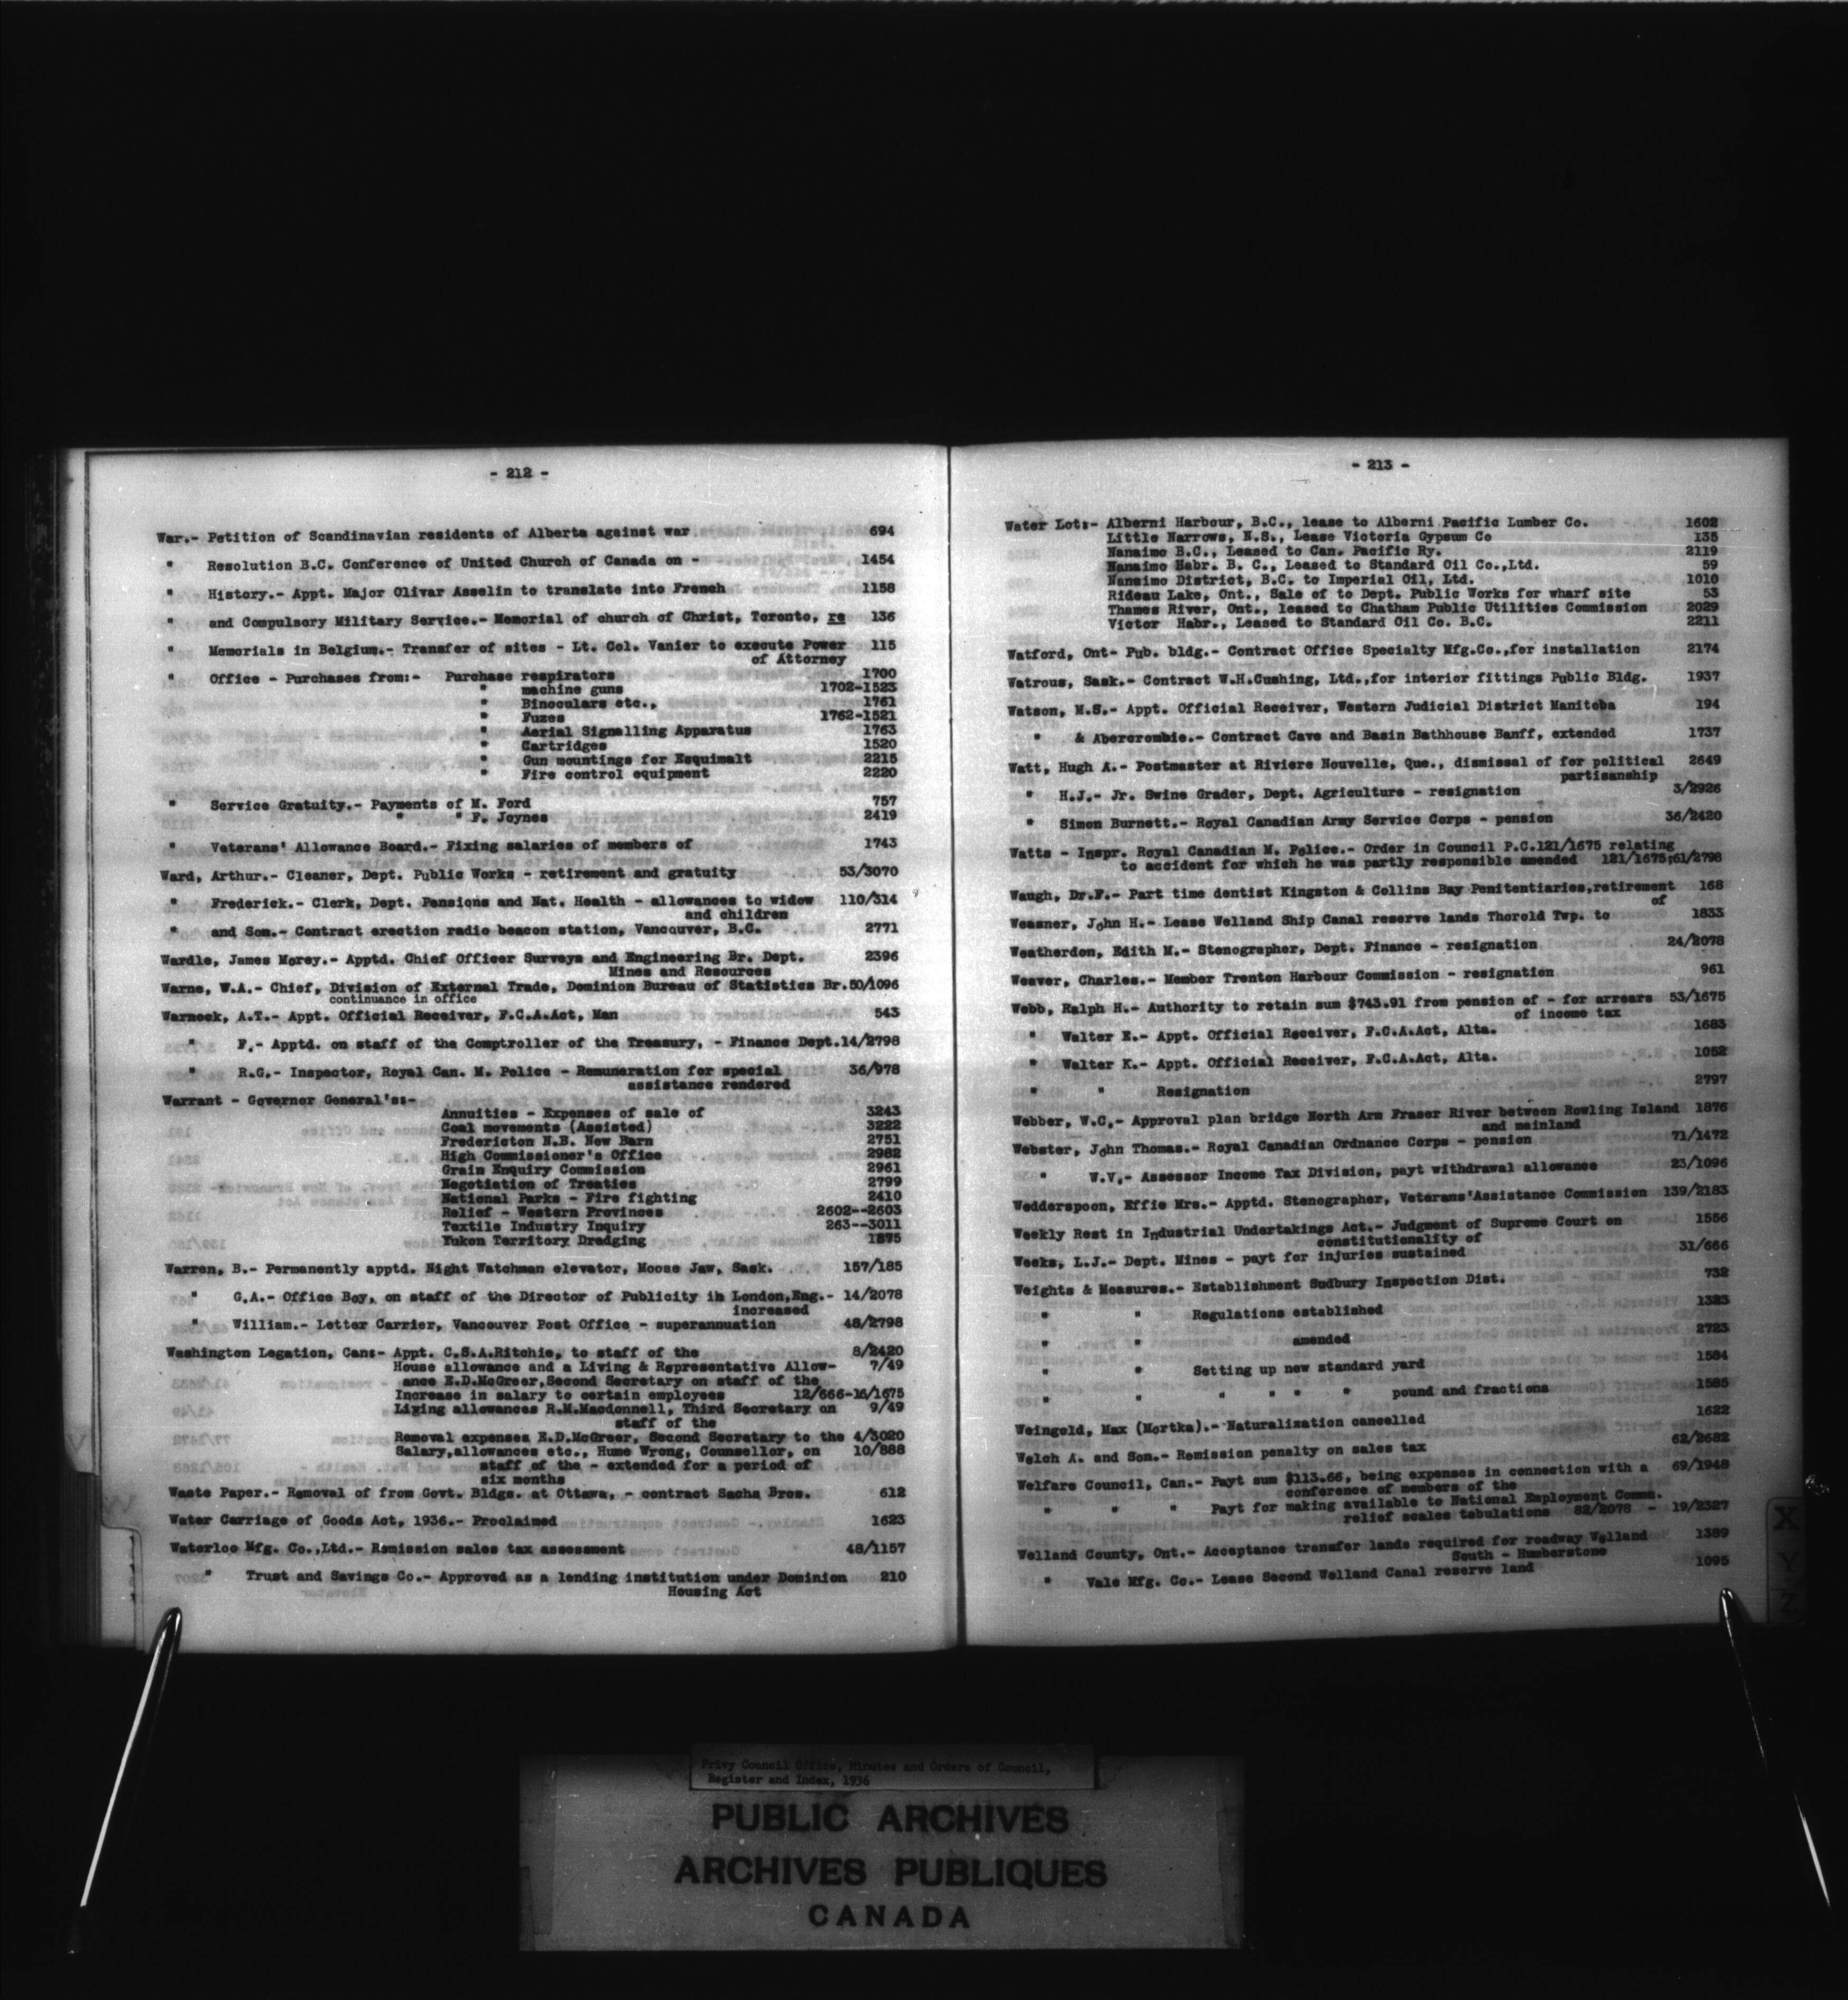 - 212 -
War.- Petition of Scandinavian residents of Alberta against war 694
" Resolution B.C. Conference of United Church of Canada on - 1454
" History.- Appt. Major Olivar Asselin to translate into French 1158
" and Compulsory Military Service.- Memorial of church of Christ, Toronto, re 136
" Memorials in Belgium.- Transfer of sites - Lt. Col. Vanier to execute Power 115
of Attorney
" Office - Purchases from:- Purchase respirators 1700
" machine guns 1702-1523
" Binoculars etc., 1761
" Fuzes 1762-1521
" Aerial Signalling Apparatus 1763
" Cartridges 1520
" Gun mountings for Esquimalt 2215
" Fire control equipment 2220
" Service Gratuity.- Payments of M. Ford 757
" " F. Joynes 2419
" Veterans' Allowance Board.- Fixing salaries of members of 1743
Ward, Arthur.- Cleaner, Dept. Public Works - retirement and gratuity 53/3070
" Frederick.- Clerk, Dept. Pensions and Nat. Health - allowances to widow 110/314
and children
" and Son.- Contract erection radio beacon station, Vancouver, B.C. 2771
Wardle, James Morey.- Apptd. Chief Officer Surveys and Engineering Br. Dept. 2396
Mines and Resources
Warne, W.A.- Chief, Division of External Trade, Dominion Bureau of Statistics Br.50/1096
continuance in office
Warnock, A.T.- Appt. Official Receiver, F.C.A.Act, Man 543
" F.- Apptd. on staff of the Comptroller of the Treasury, - Finance Dept.14/2798
" R.G.- Inspector, Royal Can. M. Police - Remuneration for special 36/978
assistance rendered
Warrant - Governor General's:-
Annuities - Expenses of sale of 3243
Coal movements (Assisted) 3222
Fredericton N.B. New Barn 2751
High Commissioner's Office 2982
Grain Enquiry Commission 2961
Negotiation of Treaties 2799
National Parks - Fire fighting 2410
Relief - Western Provinces 2602--2603
Textile Industry Inquiry 263--3011
Yukon Territory Dredging 1875
Warren, B.- Permanently apptd. Night Watchman elevator, Moose Jaw, Sask. 157/185
" G.A.- Office Boy, on staff of the Director of Publicity in London,Eng.- 14/2078
increased
" William.- Letter Carrier, Vancouver Post Office - superannuation 48/2798
Washington Legation, Can:- Appt. C.S.A.Ritchie, to staff of the 8/2420
House allowance and a Living & Representative Allow- 7/49
ance E.D.McGreer,Second Secretary on staff of the
Increase in salary to certain employees 12/666-16/1675
Living allowances R.M.Macdonnell, Third Secretary on 9/49
staff of the
Removal expenses E.D.McGreer, Second Secretary to the 4/3020
Salary,allowances etc., Hume Wrong, Counsellor, on 10/888
staff of the - extended for a period of
six months
Waste Paper.- Removal of from Govt. Bldgs. at Ottawa, - contract Sacha Bros. 612
Water Carriage of Goods Act, 1936.- Proclaimed 1623
Waterloo Mfg. Co.,Ltd.- Remission sales tax assessment 48/1157
" Trust and Savings Co.- Approved as a lending institution under Dominion 210
Housing Act
- 213 -
Water Lot:- Alberni Harbour, B.C., lease to Alberni Pacific Lumber Co. 1602
Little Narrows, N.S., Lease Victoria Gypsum Co 135
Nanaimo B.C., Leased to Can. Pacific Ry. 2119
Nanaimo Habr. B. C., Leased to Standard Oil Co.,Ltd. 59
Nanaimo District, B.C. to Imperial Oil, Ltd. 1010
Rideau Lake, Ont., Sale of to Dept. Public Works for wharf site 53
Thames River, Ont., leased to Chatham Public Utilities Commission 2029
Victor Habr., Leased to Standard Oil Co. B.C. 2211
Watford, Ont- Pub. bldg.- Contract Office Specialty Mfg.Co.,for installation 2174
Watrous, Sask.- Contract W.H.Cushing, Ltd.,for interior fittings Public Bldg. 1937
Watson, M.S.- Appt. Official Receiver, Western Judicial District Manitoba 194
" & Abercrombie.- Contract Cave and Basin Bathhouse Banff, extended 1737
Watt, Hugh A.- Postmaster at Riviere Nouvelle, Que., dismissal of for political 2649
partisanship
" H.J.- Jr. Swine Grader, Dept. Agriculture - resignation 3/2926
" Simon Burnett.- Royal Canadian Army Service Corps - pension 36/2420
Watts - Inspr. Royal Canadian M. Police.- Order in Council P.C.121/1675 relating
to accident for which he was partly responsible amended 121/1675;61/2798
Waugh, Dr.F.- Part time dentist Kingston & Collins Bay Penitentiaries,retirement 168
of
Weasner, John H.- Lease Welland Ship Canal reserve lands Thorold Twp. to 1833
Weatherdon, Edith M.- Stenographer, Dept. Finance - resignation 24/2078
Weaver, Charles.- Member Trenton Harbour Commission - resignation 961
Webb, Ralph H.- Authority to retain sum $743.91 from pension of - for arrears 53/1675
of income tax
" Walter E.- Appt. Official Receiver, F.C.A.Act, Alta. 1683
" Walter K.- Appt. Official Receiver, F.C.A.Act, Alta. 1052
" " Resignation 2797
Webber, W.C.- Approval plan bridge North Arm Fraser River between Rowling Island 1876
and mainland
Webster, John Thomas.- Royal Canadian Ordnance Corps - pension 71/1472
" W.V.- Assessor Income Tax Division, payt withdrawal allowance 23/1096
Wedderspoon, Effie Mrs.- Apptd. Stenographer, Veterans'Assistance Commission 139/2183
Weekly Rest in Industrial Undertakings Act.- Judgment of Supreme Court on 1556
constitutionality of
Weeks, L.J.- Dept. Mines - payt for injuries sustained 31/666
Weights & Measures.- Establishment Sudbury Inspection Dist. 732
" " Regulations established 1323
" " amended 2723
" " Setting up new standard yard 1584
" " " " " " pound and fractions 1585
Weingold, Max (Mortka).- Naturalization cancelled 1622
Welch A. and Son.- Remission penalty on sales tax 62/2682
Welfare Council, Can.- Payt sum $113.66, being expenses in connection with a 69/1948
conference of members of the
" " " Payt for making available to National Employment Commn.
relief scales tabulations 82/2078 - 19/2327
Welland County, Ont.- Acceptance transfer lands required for roadway Welland 1389
South - Humberstone
" Vale Mfg. Co.- Lease Second Welland Canal reserve land 1095
X
Y
Z
Privy Council Office, Minutes and Orders of Council,
Register and Index, 1936
PUBLIC ARCHIVES
ARCHIVES PUBLIQUES
CANADA